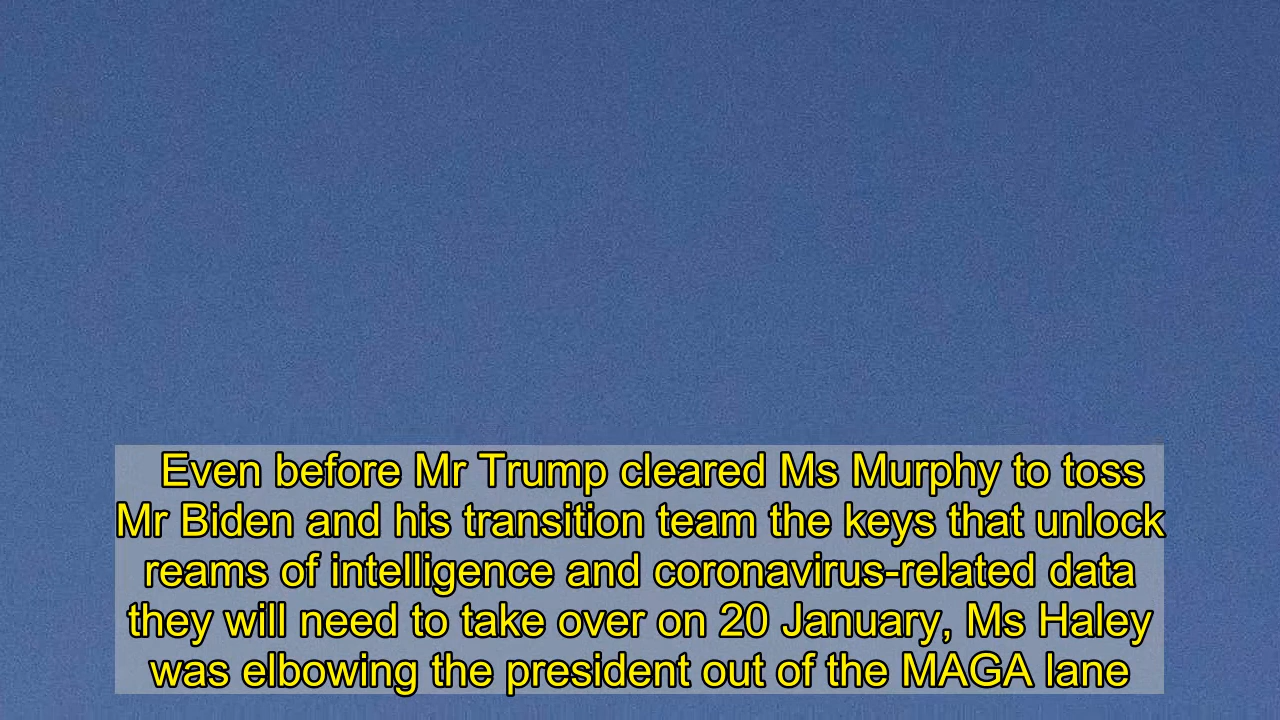 Even before Mr Trump cleared Ms Murphy to toss
Mr Biden and his transition team the keys that unlock
reams of intelligence and coronavirus-related data
they will need to take over on 20 January, Ms Haley
was elbowing the president out of the MAGA lane